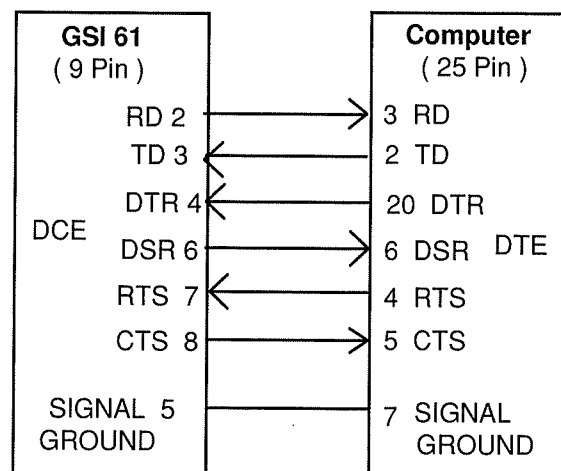 GSI 61
( 9 Pin )
Computer
( 25 Pin )
RD 2
3 RD
TD 3
2 TD
DTR 4
20 DTR
DCE
DSR 6
6 DSR
DTE
RTS 7
4 RTS
CTS 8
5 CTS
SIGNAL 5
GROUND
7 SIGNAL
GROUND